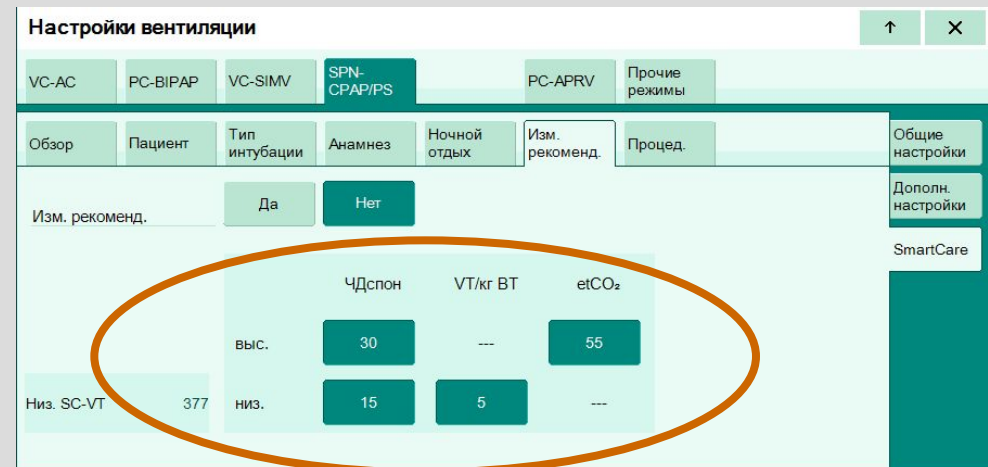 Настройки вентиляции
VC-AC PC-BIPAP VC-SIMV SPN-CPAP/PS PC-APRV Прочие режимы
Обзор Пациент Тип интубации Анамнез Ночной отдых Изм. рекоменд. Процед.
Общие настройки
Дополн. настройки
SmartCare
Изм. рекоменд. Да Нет
ЧДспон VT/кг ВТ etCO₂
выс. 30 --- 55
Низ. SC-VT 377 низ. 15 5 ---